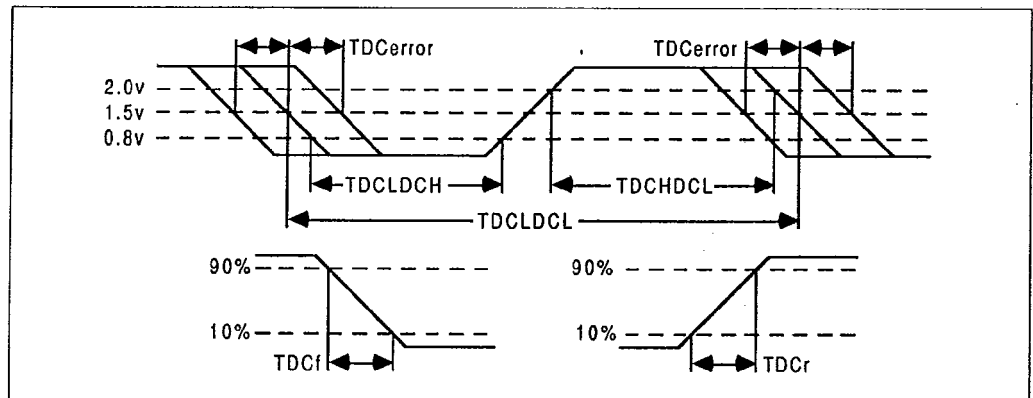 TDCerror TDCerror
2.0v
1.5v
0.8v
TDCLDCH TDCHDCL
TDCLDCL
90% 90%
10% 10%
TDCf TDCr